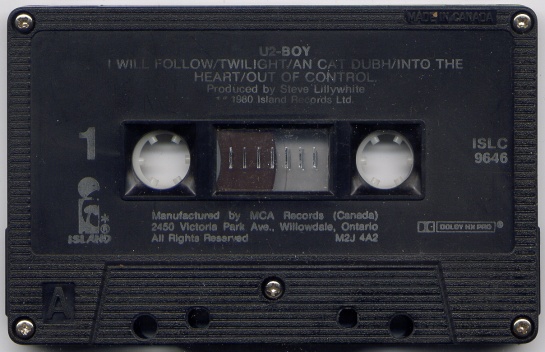 MADE IN CANADA
U2-BOY
I WILL FOLLOW/TWILIGHT/AN CAT DUBH/INTO THE
HEART/OUT OF CONTROL
Produced by Steve Lillywhite
1980 Island Records Ltd.
1
ISLC
9646
ISLAND
Manufactured by MCA Records (Canada)
2450 Victoria Park Ave., Willowdale, Ontario
All Rights Reserved M2J 4A2
DOLBY HX PRO
A